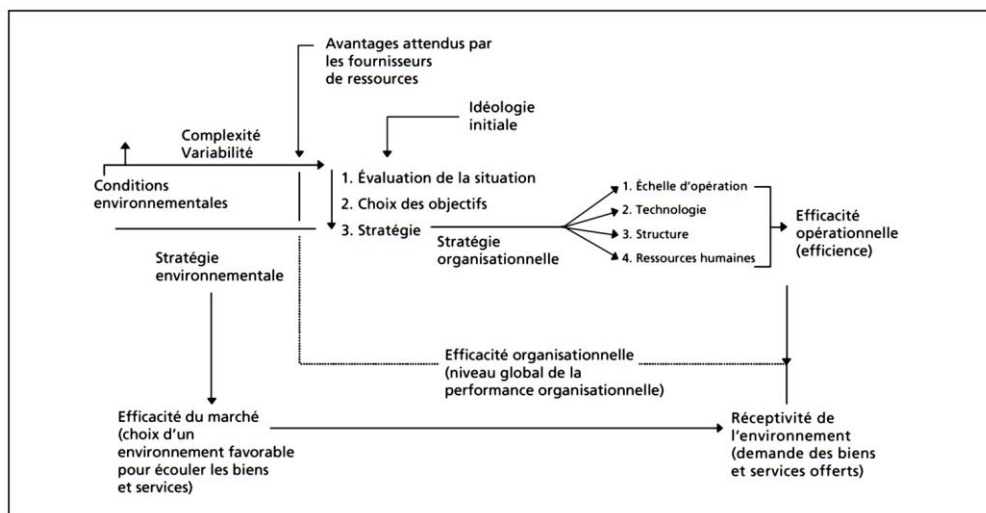 Avantages attendus par
les fournisseurs
de ressources
Idéologie
initiale
Complexité
Variabilité
Conditions
environnementales
1. Évaluation de la situation
2. Choix des objectifs
3. Stratégie
Stratégie
organisationnelle
1. Échelle d'opération
2. Technologie
3. Structure
4. Ressources humaines
Efficacité
opérationnelle
(efficience)
Stratégie
environnementale
Efficacité organisationnelle
(niveau global de la
performance organisationnelle)
Efficacité du marché
(choix d'un
environnement favorable
pour écouler les biens
et services)
Réceptivité de
l'environnement
(demande des biens
et services offerts)